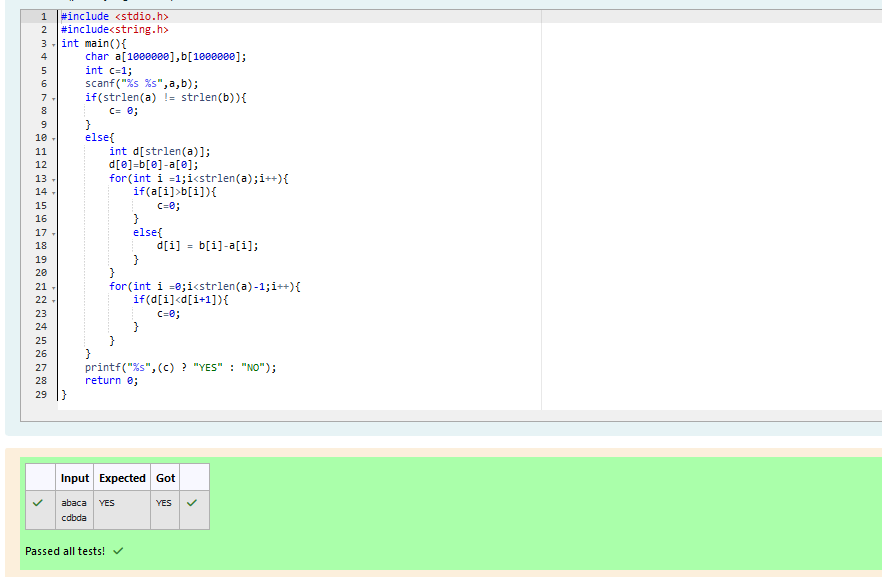 1 #include <stdio.h>
2 #include<string.h>
3 int main(){
4     char a[1000000],b[1000000];
5     int c=1;
6     scanf("%s %s",a,b);
7     if(strlen(a) != strlen(b)){
8         c= 0;
9     }
10     else{
11         int d[strlen(a)];
12         d[0]=b[0]-a[0];
13         for(int i =1;i<strlen(a);i++){
14             if(a[i]>b[i]){
15                 c=0;
16             }
17             else{
18                 d[i] = b[i]-a[i];
19             }
20         }
21         for(int i =0;i<strlen(a)-1;i++){
22             if(d[i]<d[i+1]){
23                 c=0;
24             }
25         }
26     }
27     printf("%s",(c) ? "YES" : "NO");
28     return 0;
29 }
Input Expected Got
abaca YES YES
cdbda
Passed all tests!